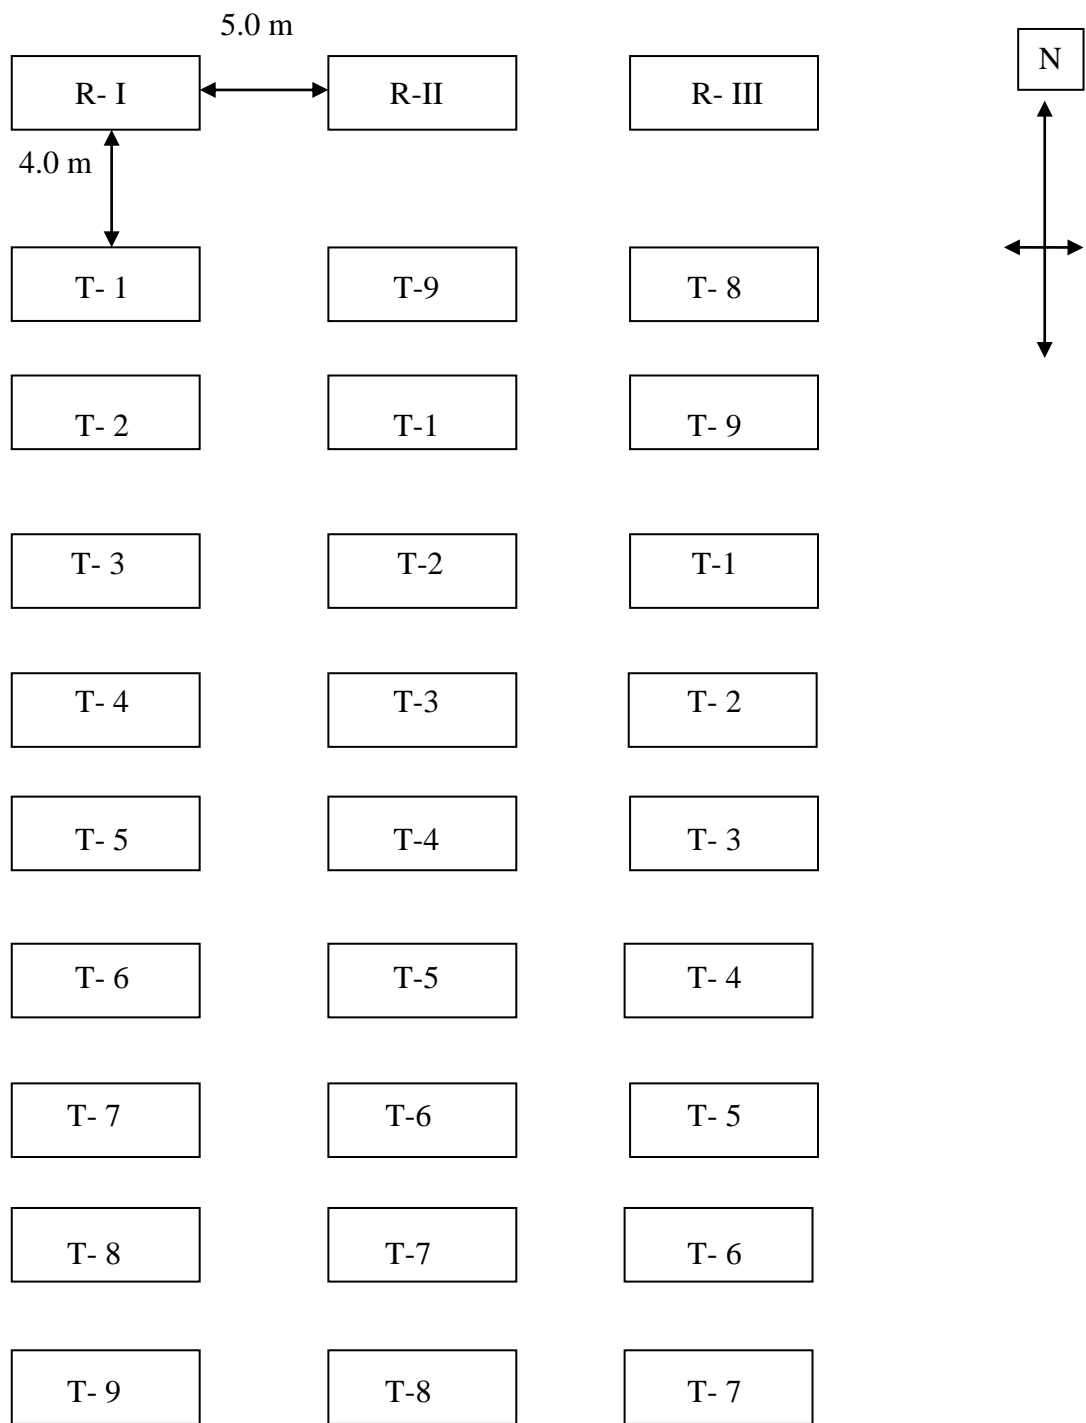 5.0 m
N
R- I R-II R- III
4.0 m
T- 1 T-9 T- 8
T- 2 T-1 T- 9
T- 3 T-2 T-1
T- 4 T-3 T- 2
T- 5 T-4 T- 3
T- 6 T-5 T- 4
T- 7 T-6 T- 5
T- 8 T-7 T- 6
T- 9 T-8 T- 7